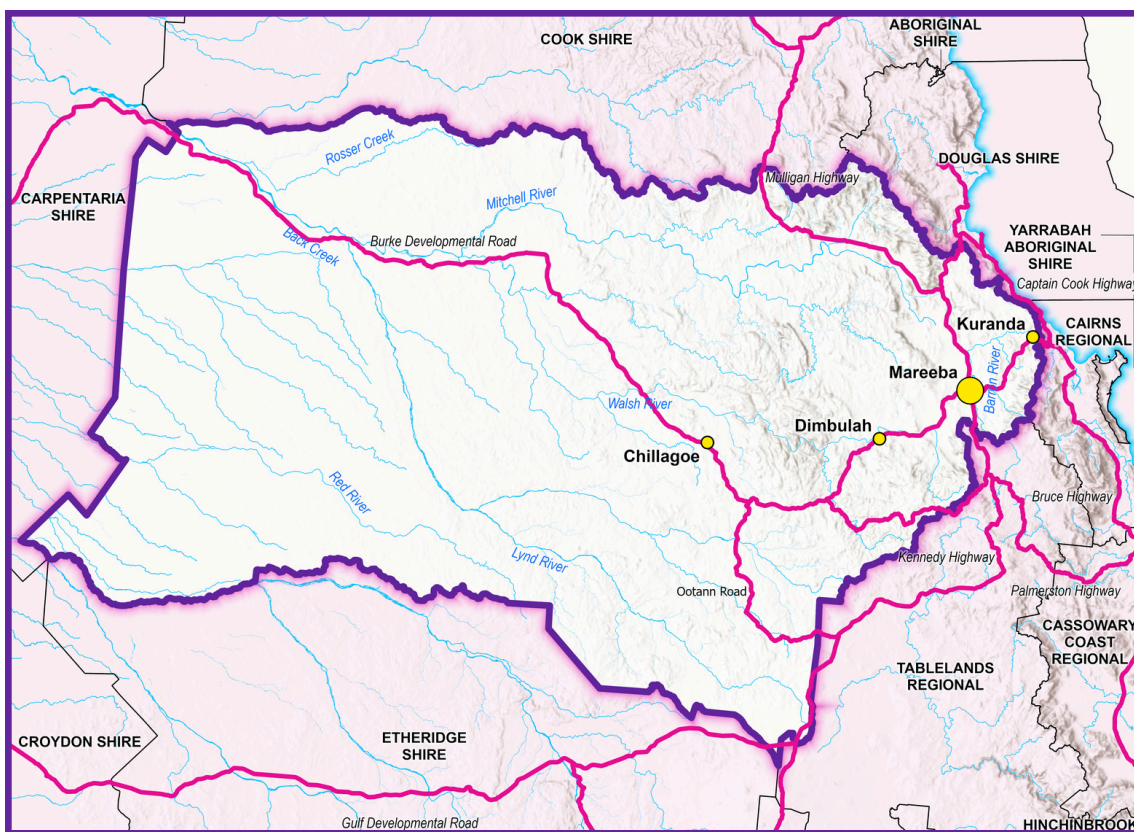 ABORIGINAL
SHIRE
COOK SHIRE
Rosser Creek
DOUGLAS SHIRE
Mulligan Highway
CARPENTARIA
SHIRE
Mitchell River
Back Creek
Burke Developmental Road
YARRABAH
ABORIGINAL
SHIRE
Captain Cook Highway
Kuranda
CAIRNS
REGIONAL
Mareeba
Barron River
Walsh River
Dimbulah
Chillagoe
Red River
Bruce Highway
Lynd River
Kennedy Highway
Ootann Road
Palmerston Highway
CASSOWARY
COAST
REGIONAL
TABLELANDS
REGIONAL
CROYDON SHIRE
ETHERIDGE
SHIRE
Gulf Developmental Road
HINCHINBROOK